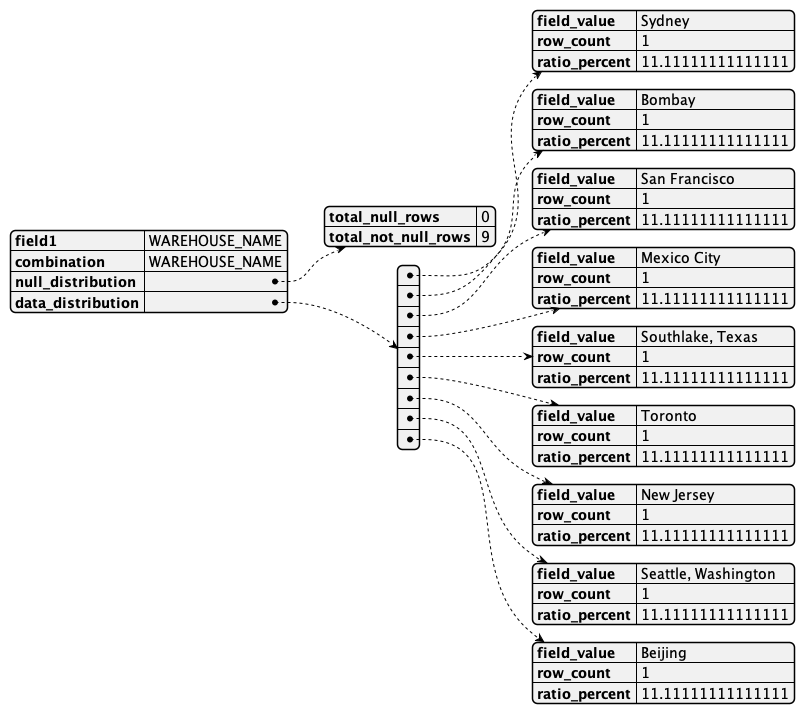 field1 WAREHOUSE_NAME
combination WAREHOUSE_NAME
null_distribution
data_distribution
total_null_rows 0
total_not_null_rows 9
field_value Sydney
row_count 1
ratio_percent 11.11111111111111
field_value Bombay
row_count 1
ratio_percent 11.11111111111111
field_value San Francisco
row_count 1
ratio_percent 11.11111111111111
field_value Mexico City
row_count 1
ratio_percent 11.11111111111111
field_value Southlake, Texas
row_count 1
ratio_percent 11.11111111111111
field_value Toronto
row_count 1
ratio_percent 11.11111111111111
field_value New Jersey
row_count 1
ratio_percent 11.11111111111111
field_value Seattle, Washington
row_count 1
ratio_percent 11.11111111111111
field_value Beijing
row_count 1
ratio_percent 11.11111111111111